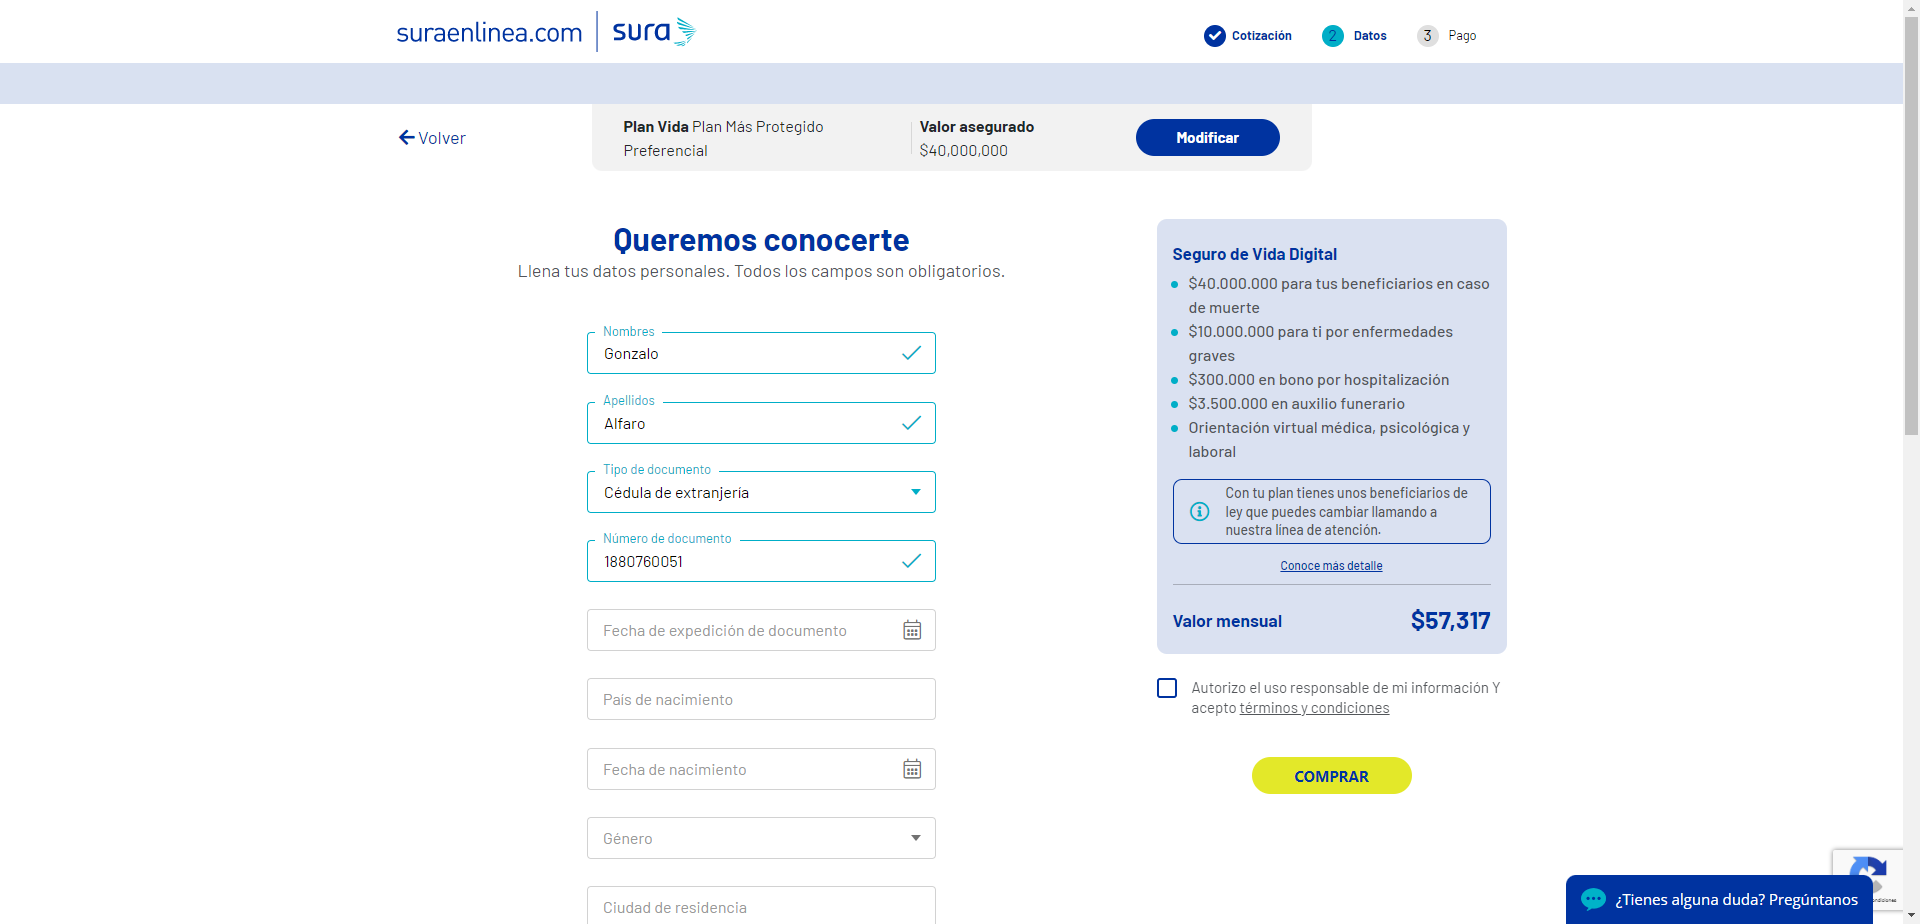 suraenlinea.com
sura
Cotización
2
Datos
3
Pago
Volver
Plan Vida Plan Más Protegido
Preferencial
Valor asegurado
$40,000,000
Modificar
Queremos conocerte
Llena tus datos personales. Todos los campos son obligatorios.
Nombres
Gonzalo
Apellidos
Alfaro
Tipo de documento
Cédula de extranjería
Número de documento
1880760051
Fecha de expedición de documento
País de nacimiento
Fecha de nacimiento
Género
Ciudad de residencia
Seguro de Vida Digital
$40.000.000 para tus beneficiarios en caso
de muerte
$10.000.000 para ti por enfermedades
graves
$300.000 en bono por hospitalización
$3.500.000 en auxilio funerario
Orientación virtual médica, psicológica y
laboral
Con tu plan tienes unos beneficiarios de
ley que puedes cambiar llamando a
nuestra línea de atención.
Conoce más detalle
Valor mensual
$57,317
Autorizo el uso responsable de mi información Y
acepto términos y condiciones
COMPRAR
¿Tienes alguna duda? Pregúntanos